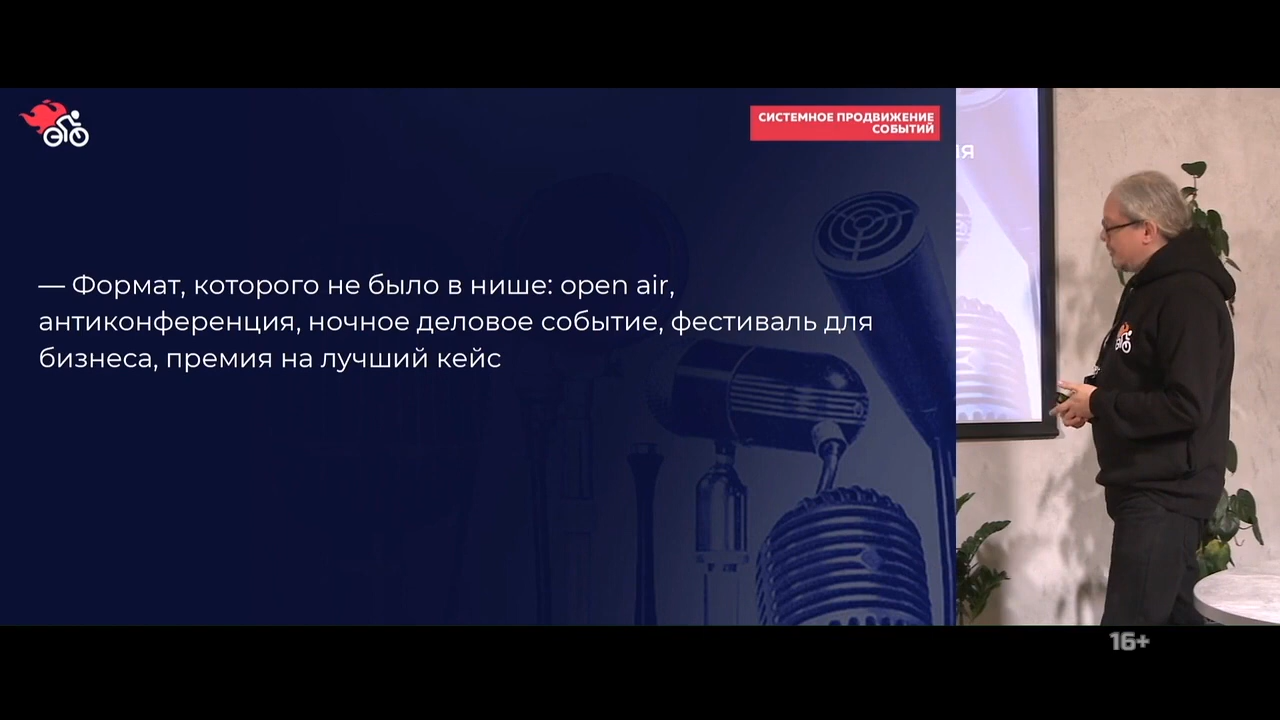 СИСТЕМНОЕ ПРОДВИЖЕНИЕ
СОБЫТИЙ
— Формат, которого не было в нише: open air,
антиконференция, ночное деловое событие, фестиваль для
бизнеса, премия на лучший кейс
16+